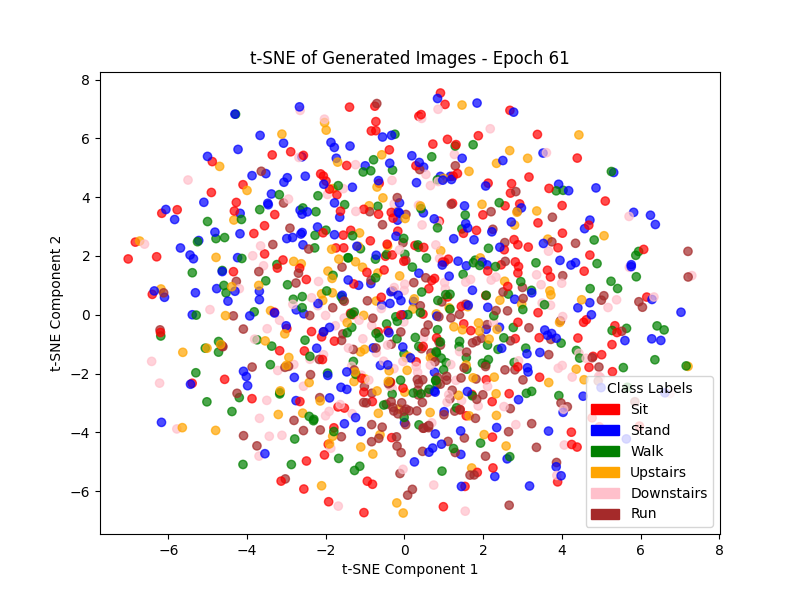 t-SNE of Generated Images - Epoch 61
8
6
4
2
0
−2
−4
−6
t-SNE Component 2
−6
−4
−2
0
2
4
6
8
t-SNE Component 1
Class Labels
Sit
Stand
Walk
Upstairs
Downstairs
Run